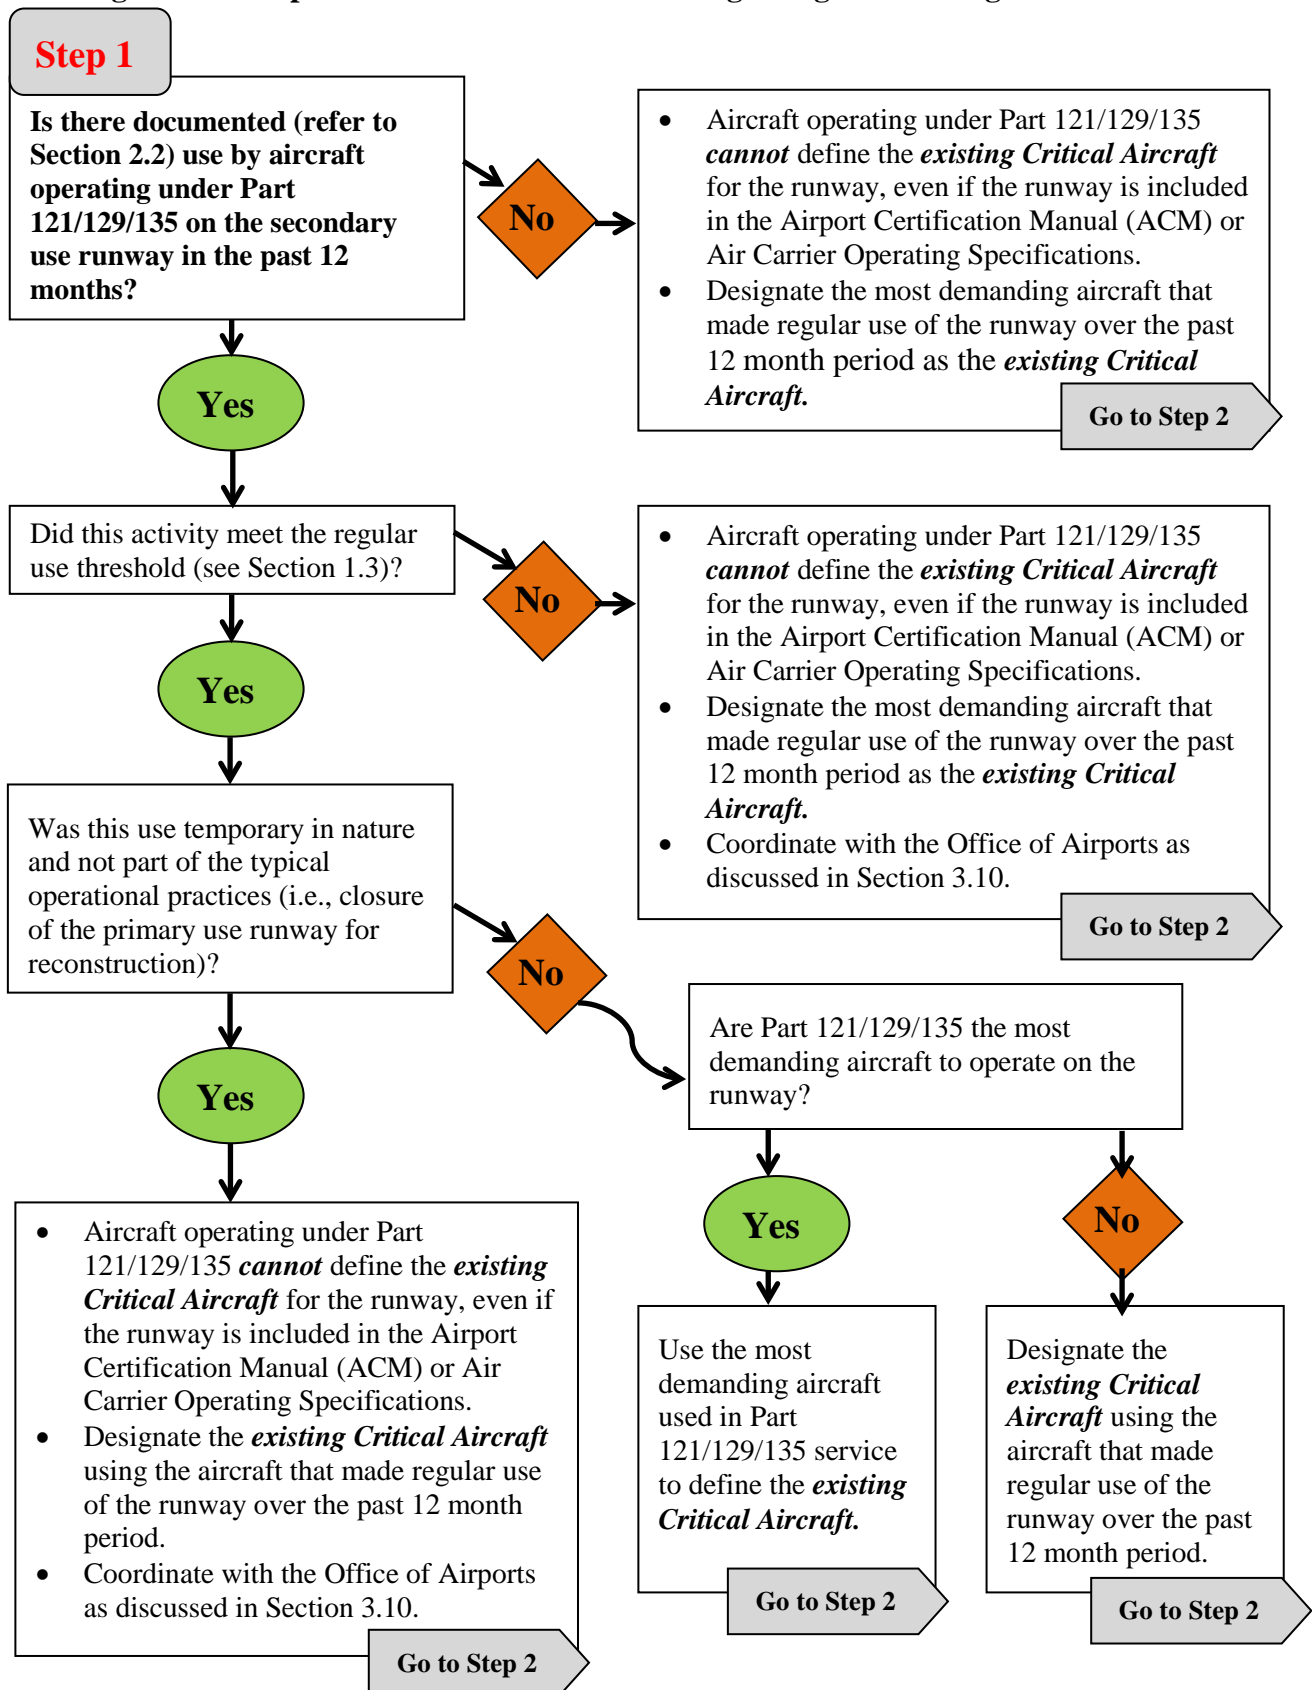 Step 1
Is there documented (refer to
Section 2.2) use by aircraft
operating under Part
121/129/135 on the secondary
use runway in the past 12
months?
No
• Aircraft operating under Part 121/129/135
cannot define the existing Critical Aircraft
for the runway, even if the runway is included
in the Airport Certification Manual (ACM) or
Air Carrier Operating Specifications.
• Designate the most demanding aircraft that
made regular use of the runway over the past
12 month period as the existing Critical
Aircraft.
Go to Step 2
Yes
Did this activity meet the regular
use threshold (see Section 1.3)?
No
• Aircraft operating under Part 121/129/135
cannot define the existing Critical Aircraft
for the runway, even if the runway is included
in the Airport Certification Manual (ACM) or
Air Carrier Operating Specifications.
• Designate the most demanding aircraft that
made regular use of the runway over the past
12 month period as the existing Critical
Aircraft.
• Coordinate with the Office of Airports as
discussed in Section 3.10.
Go to Step 2
Yes
Was this use temporary in nature
and not part of the typical
operational practices (i.e., closure
of the primary use runway for
reconstruction)?
No
Are Part 121/129/135 the most
demanding aircraft to operate on the
runway?
Yes
• Aircraft operating under Part
121/129/135 cannot define the existing
Critical Aircraft for the runway, even if
the runway is included in the Airport
Certification Manual (ACM) or Air
Carrier Operating Specifications.
• Designate the existing Critical Aircraft
using the aircraft that made regular use
of the runway over the past 12 month
period.
• Coordinate with the Office of Airports
as discussed in Section 3.10.
Go to Step 2
Yes
Use the most
demanding aircraft
used in Part
121/129/135 service
to define the existing
Critical Aircraft.
Go to Step 2
No
Designate the
existing Critical
Aircraft using the
aircraft that made
regular use of the
runway over the past
12 month period.
Go to Step 2